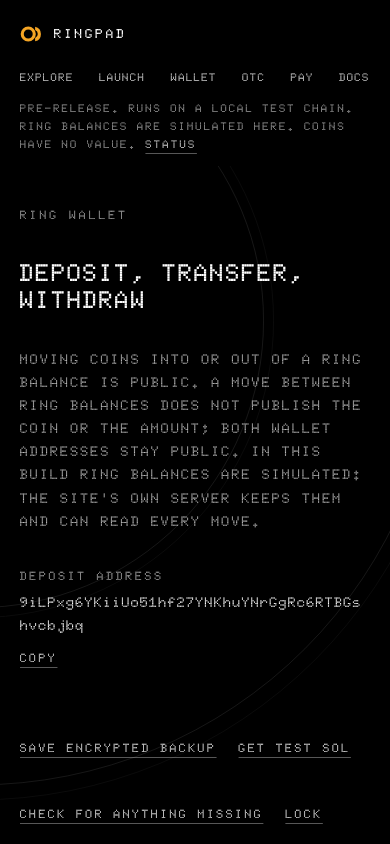 RINGPAD
EXPLORE LAUNCH WALLET OTC PAY DOCS
PRE-RELEASE. RUNS ON A LOCAL TEST CHAIN.
RING BALANCES ARE SIMULATED HERE. COINS
HAVE NO VALUE. STATUS
RING WALLET
DEPOSIT, TRANSFER,
WITHDRAW
MOVING COINS INTO OR OUT OF A RING
BALANCE IS PUBLIC. A MOVE BETWEEN
RING BALANCES DOES NOT PUBLISH THE
COIN OR THE AMOUNT; BOTH WALLET
ADDRESSES STAY PUBLIC. IN THIS
BUILD RING BALANCES ARE SIMULATED:
THE SITE'S OWN SERVER KEEPS THEM
AND CAN READ EVERY MOVE.
DEPOSIT ADDRESS
9iLPxg6YKiiUo51hf27YNKhuYNrGgRc6RTBGs
hvcbjbq
COPY
SAVE ENCRYPTED BACKUP GET TEST SOL
CHECK FOR ANYTHING MISSING LOCK